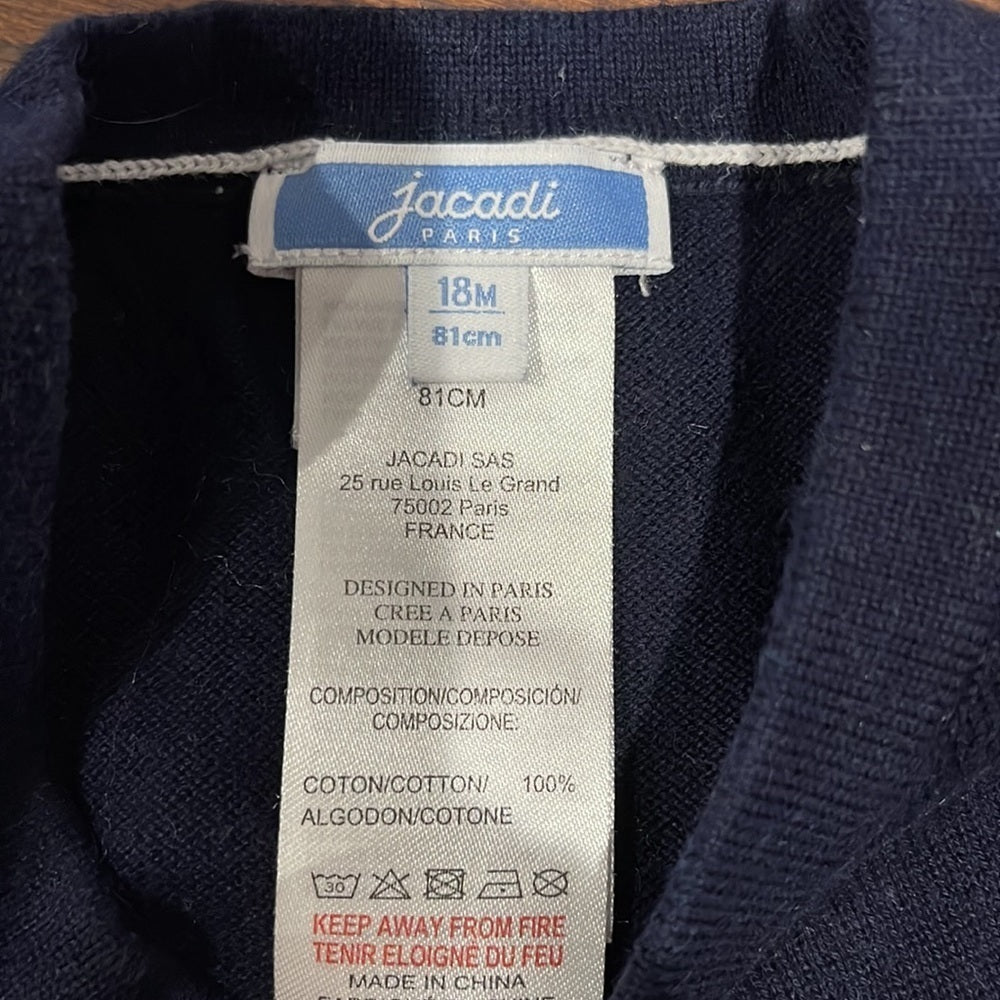 jacadi
PARIS
18M
81cm
81CM
JACADI SAS
25 rue Louis Le Grand
75002 Paris
FRANCE
DESIGNED IN PARIS
CREE A PARIS
MODELE DEPOSE
COMPOSITION/COMPOSICIÓN/
COMPOSIZIONE:
COTON/COTTON/ 100%
ALGODON/COTONE
30
KEEP AWAY FROM FIRE
TENIR ELOIGNE DU FEU
MADE IN CHINA